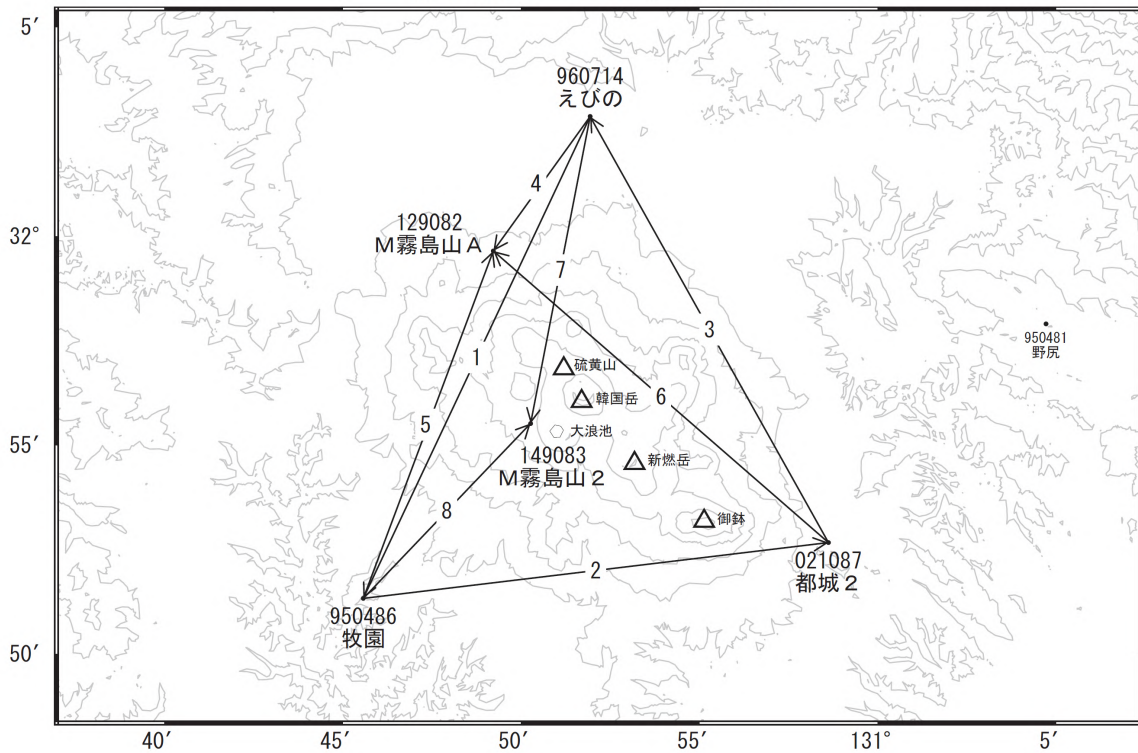 5′
960714
えびの
4
129082
M霧島山A
32°
7
3
950481
野尻
硫黄山
1
韓国岳
6
5
大浪池
55′
149083
M霧島山2
新燃岳
8
御鉢
021087
都城2
2
950486
牧園
50′
40′
45′
50′
55′
131°
5′